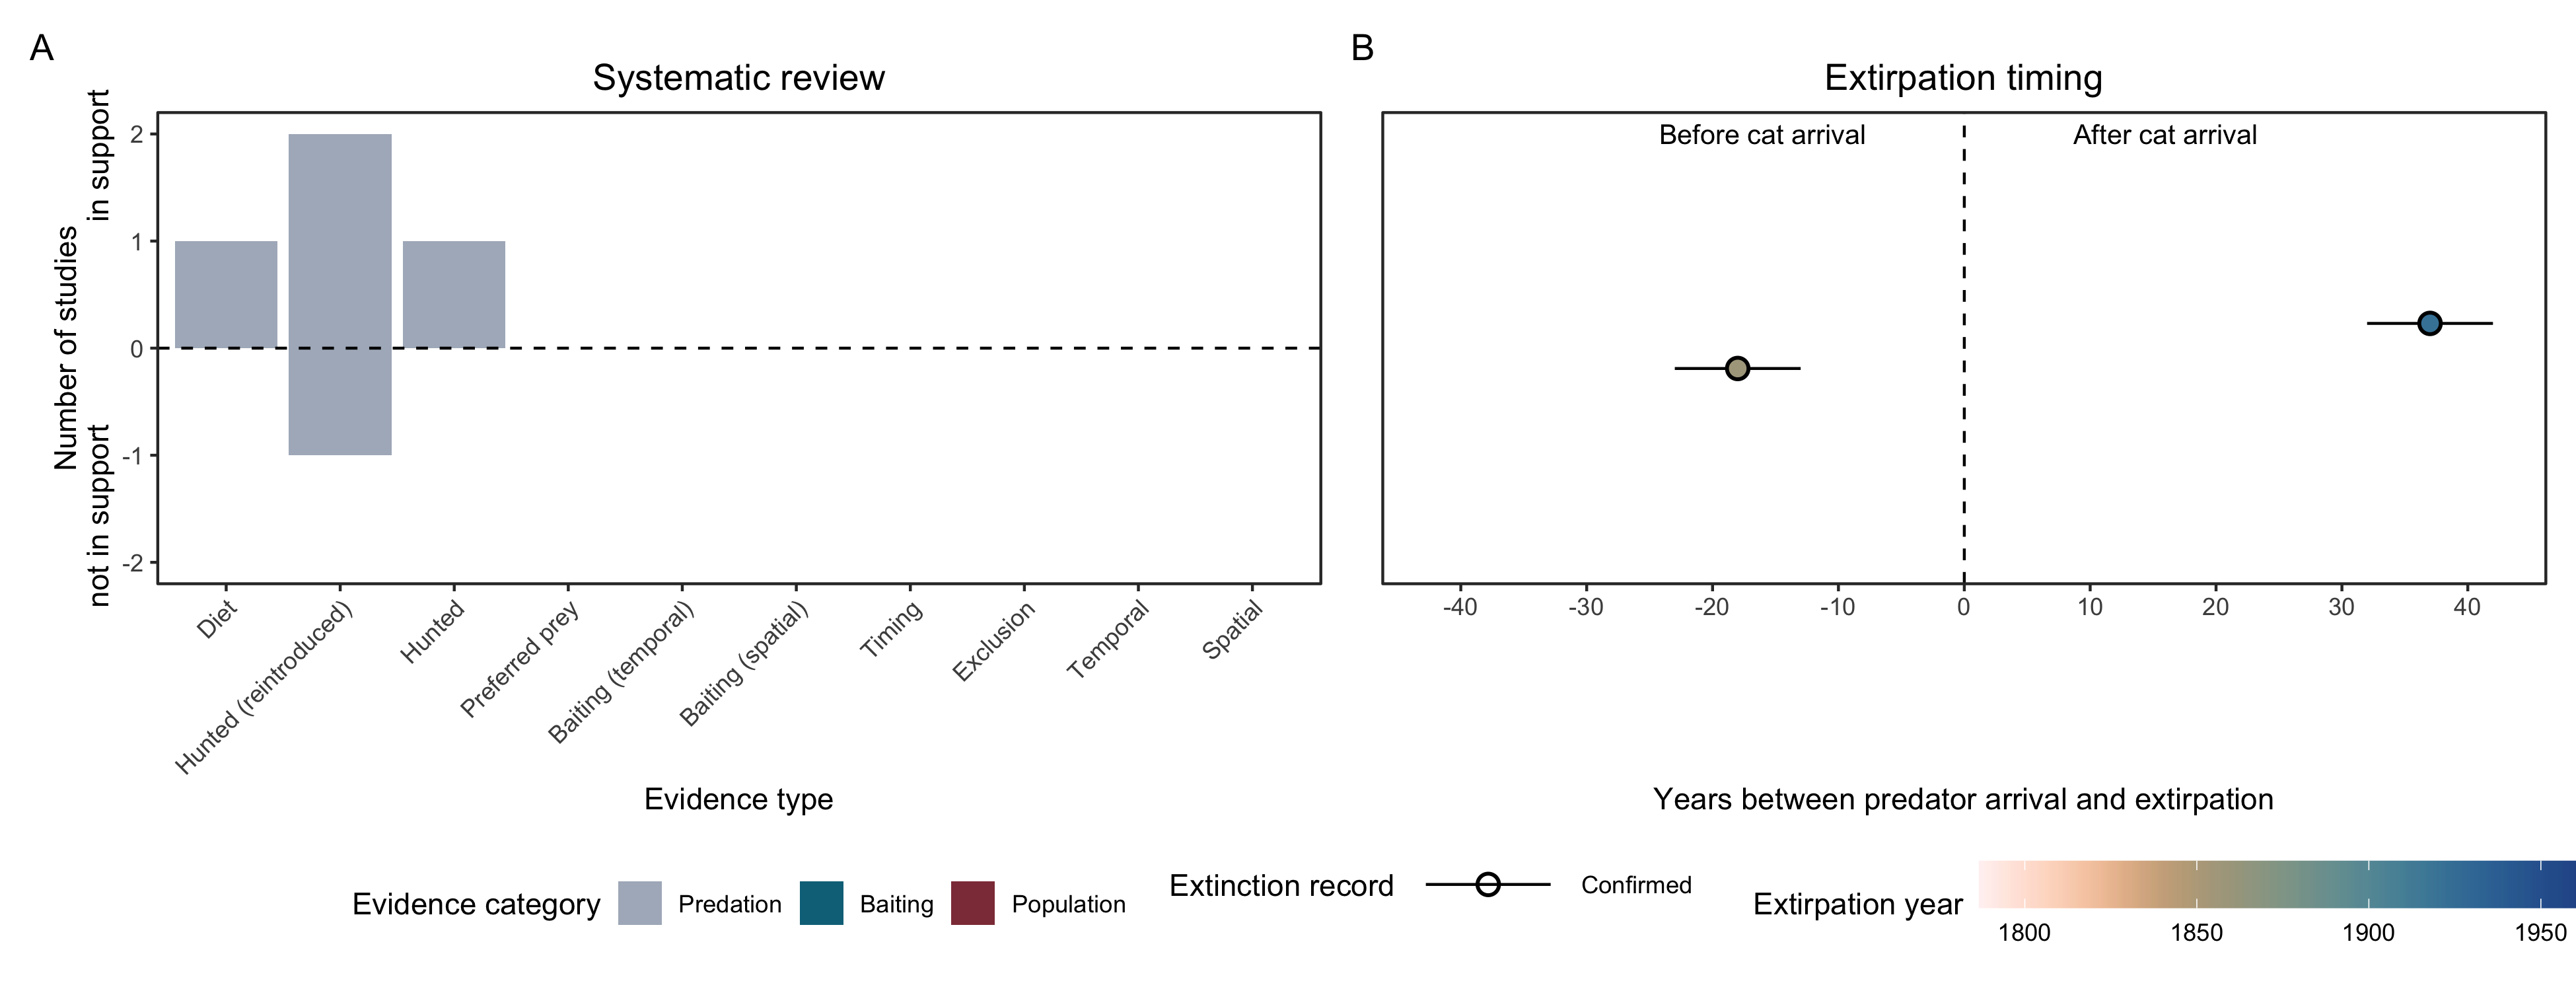 A
Systematic review
Number of studies
in support
not in support
2
1
0
-1
-2
Diet
Hunted (reintroduced)
Hunted
Preferred prey
Baiting (temporal)
Baiting (spatial)
Timing
Exclusion
Temporal
Spatial
Evidence type
B
Extirpation timing
Before cat arrival
After cat arrival
-40
-30
-20
-10
0
10
20
30
40
Years between predator arrival and extirpation
Evidence category
Predation
Baiting
Population
Extinction record
Confirmed
Extirpation year
1800
1850
1900
1950